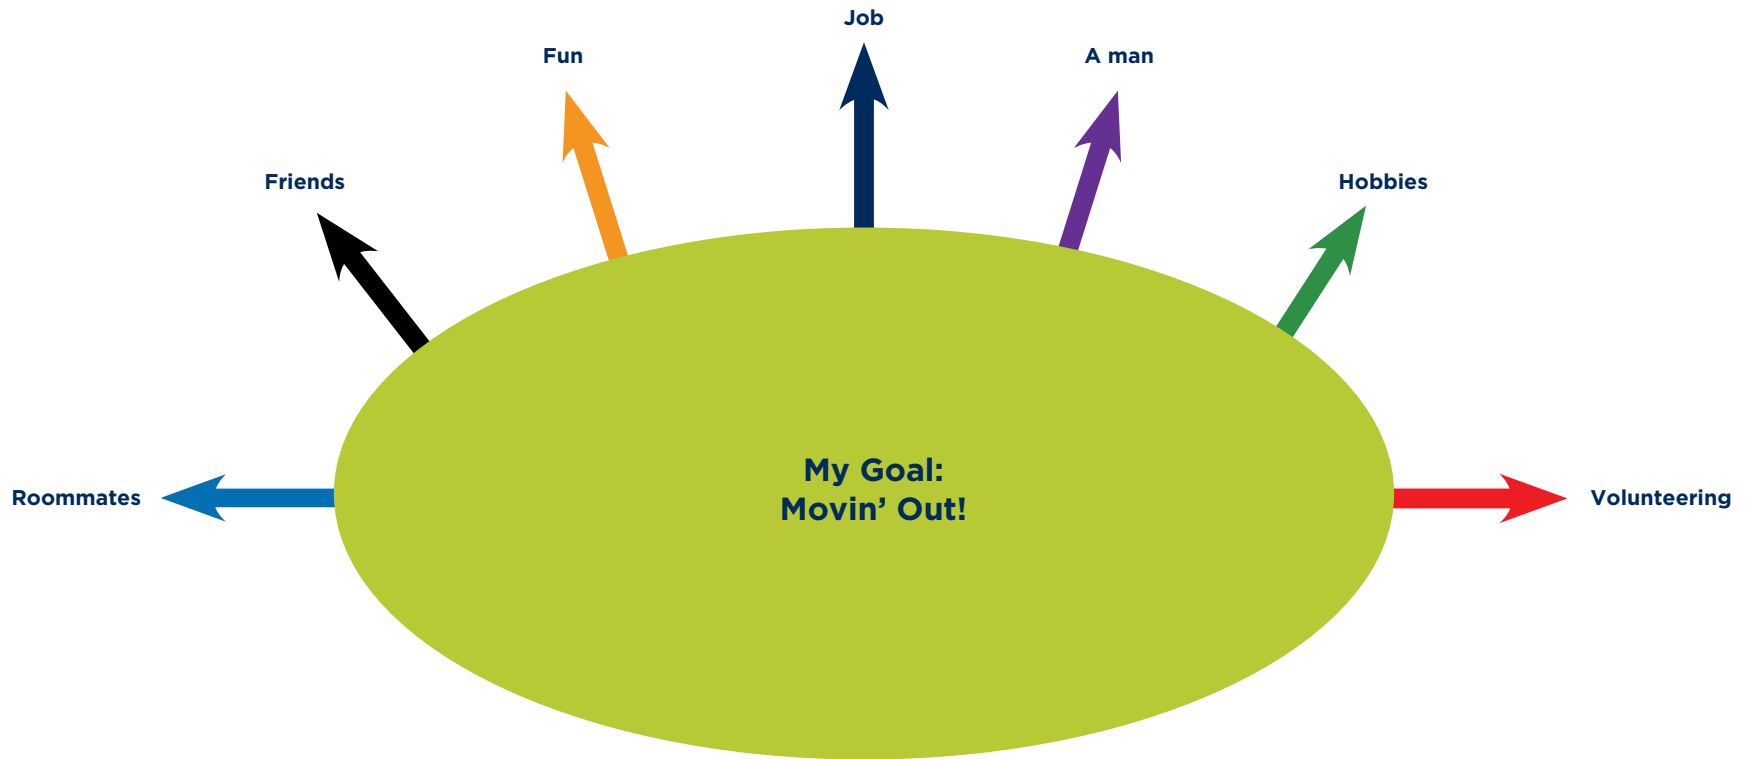 Job
Fun
A man
Friends
Hobbies
My Goal:
Movin’ Out!
Roommates
Volunteering